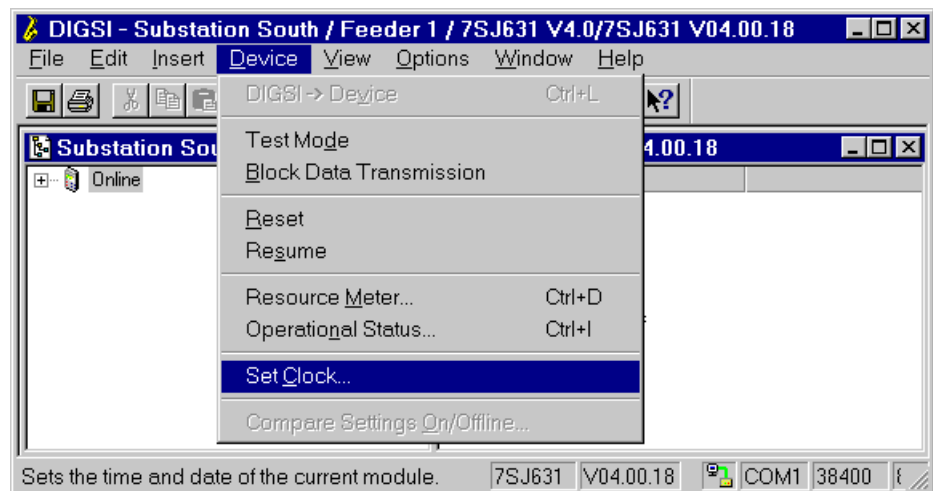 DIGSI - Substation South / Feeder 1 / 7SJ631 V4.0/7SJ631 V04.00.18
File Edit Insert Device View Options Window Help
DIGSI -> Device Ctrl+L
Substation 4.00.18
Online
Test Mode
Block Data Transmission
Reset
Resume
Resource Meter... Ctrl+D
Operational Status... Ctrl+I
Set Clock...
Compare Settings On/Offline...
Sets the time and date of the current module. 7SJ631 V04.00.18 COM1 38400